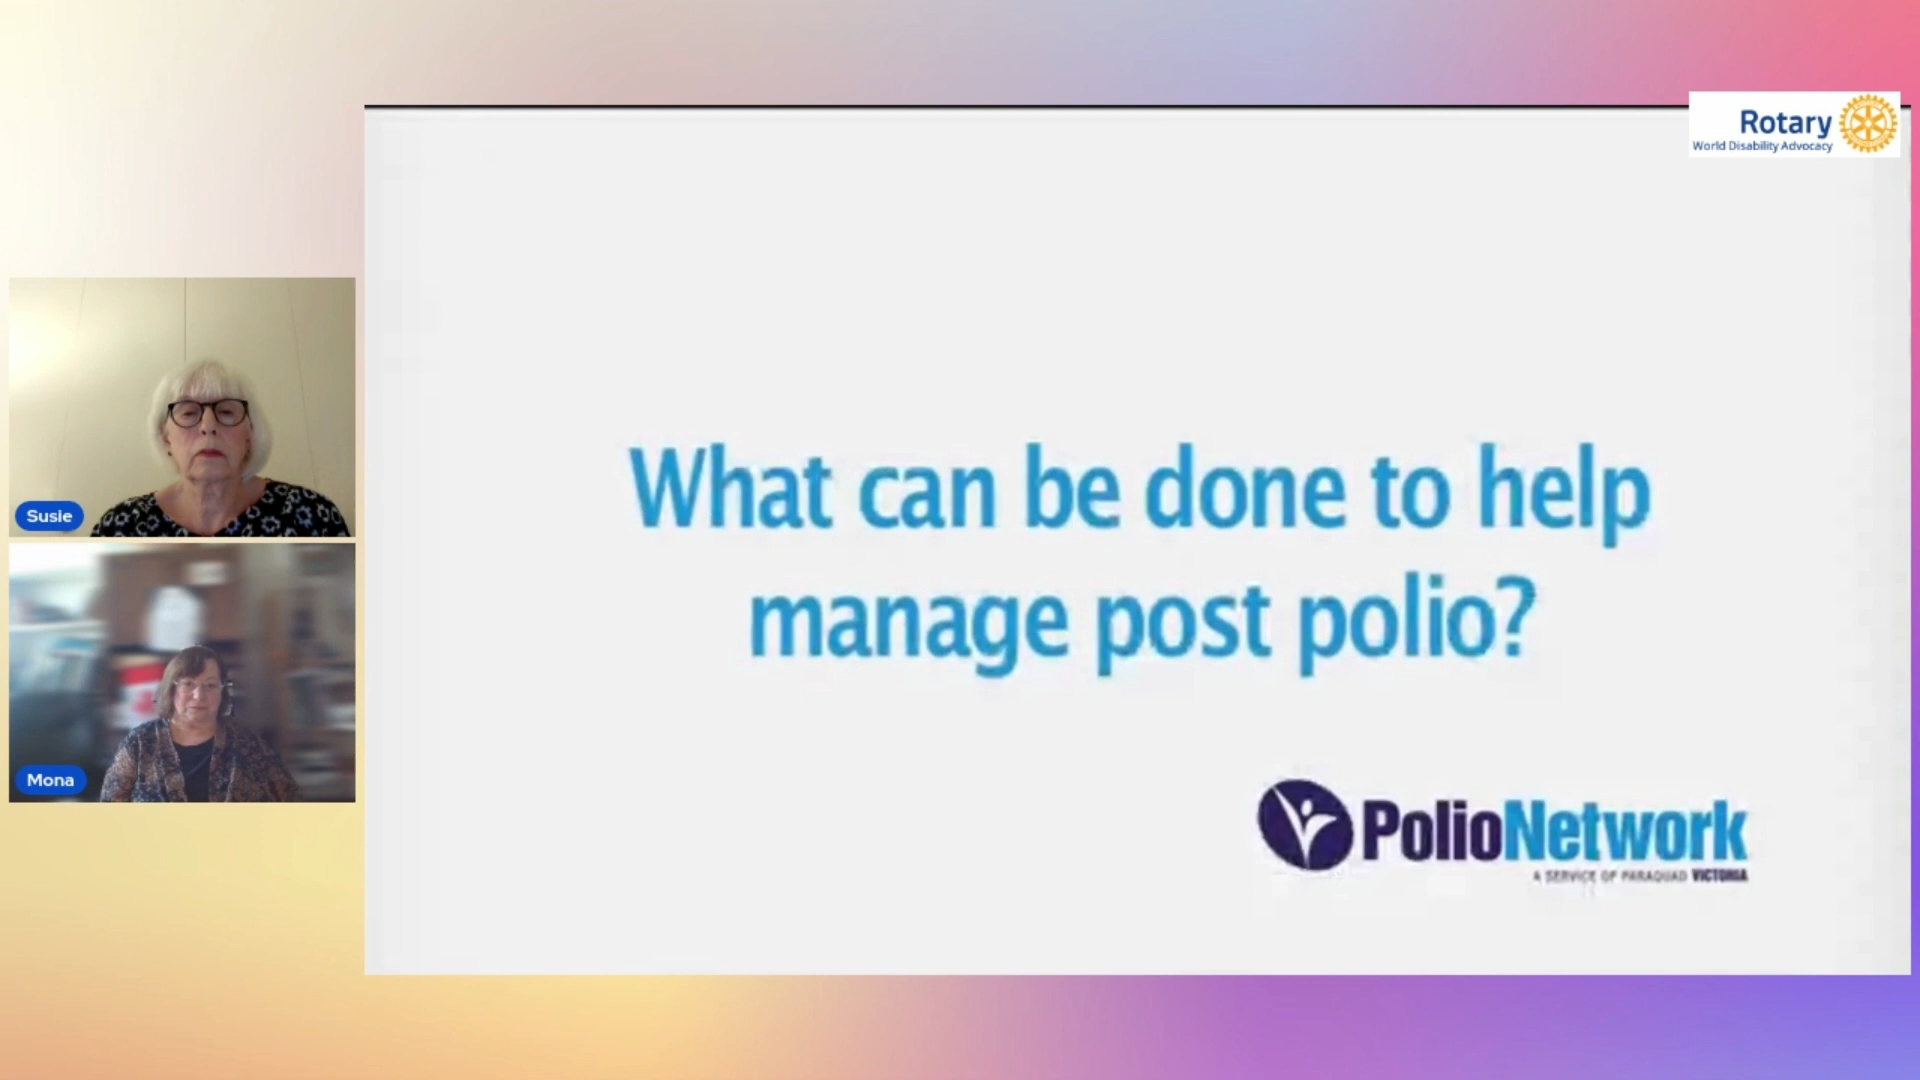 Rotary
World Disability Advocacy
What can be done to help
manage post polio?
Susie
Mona
PolioNetwork
A SERVICE OF PARAQUAD VICTORIA